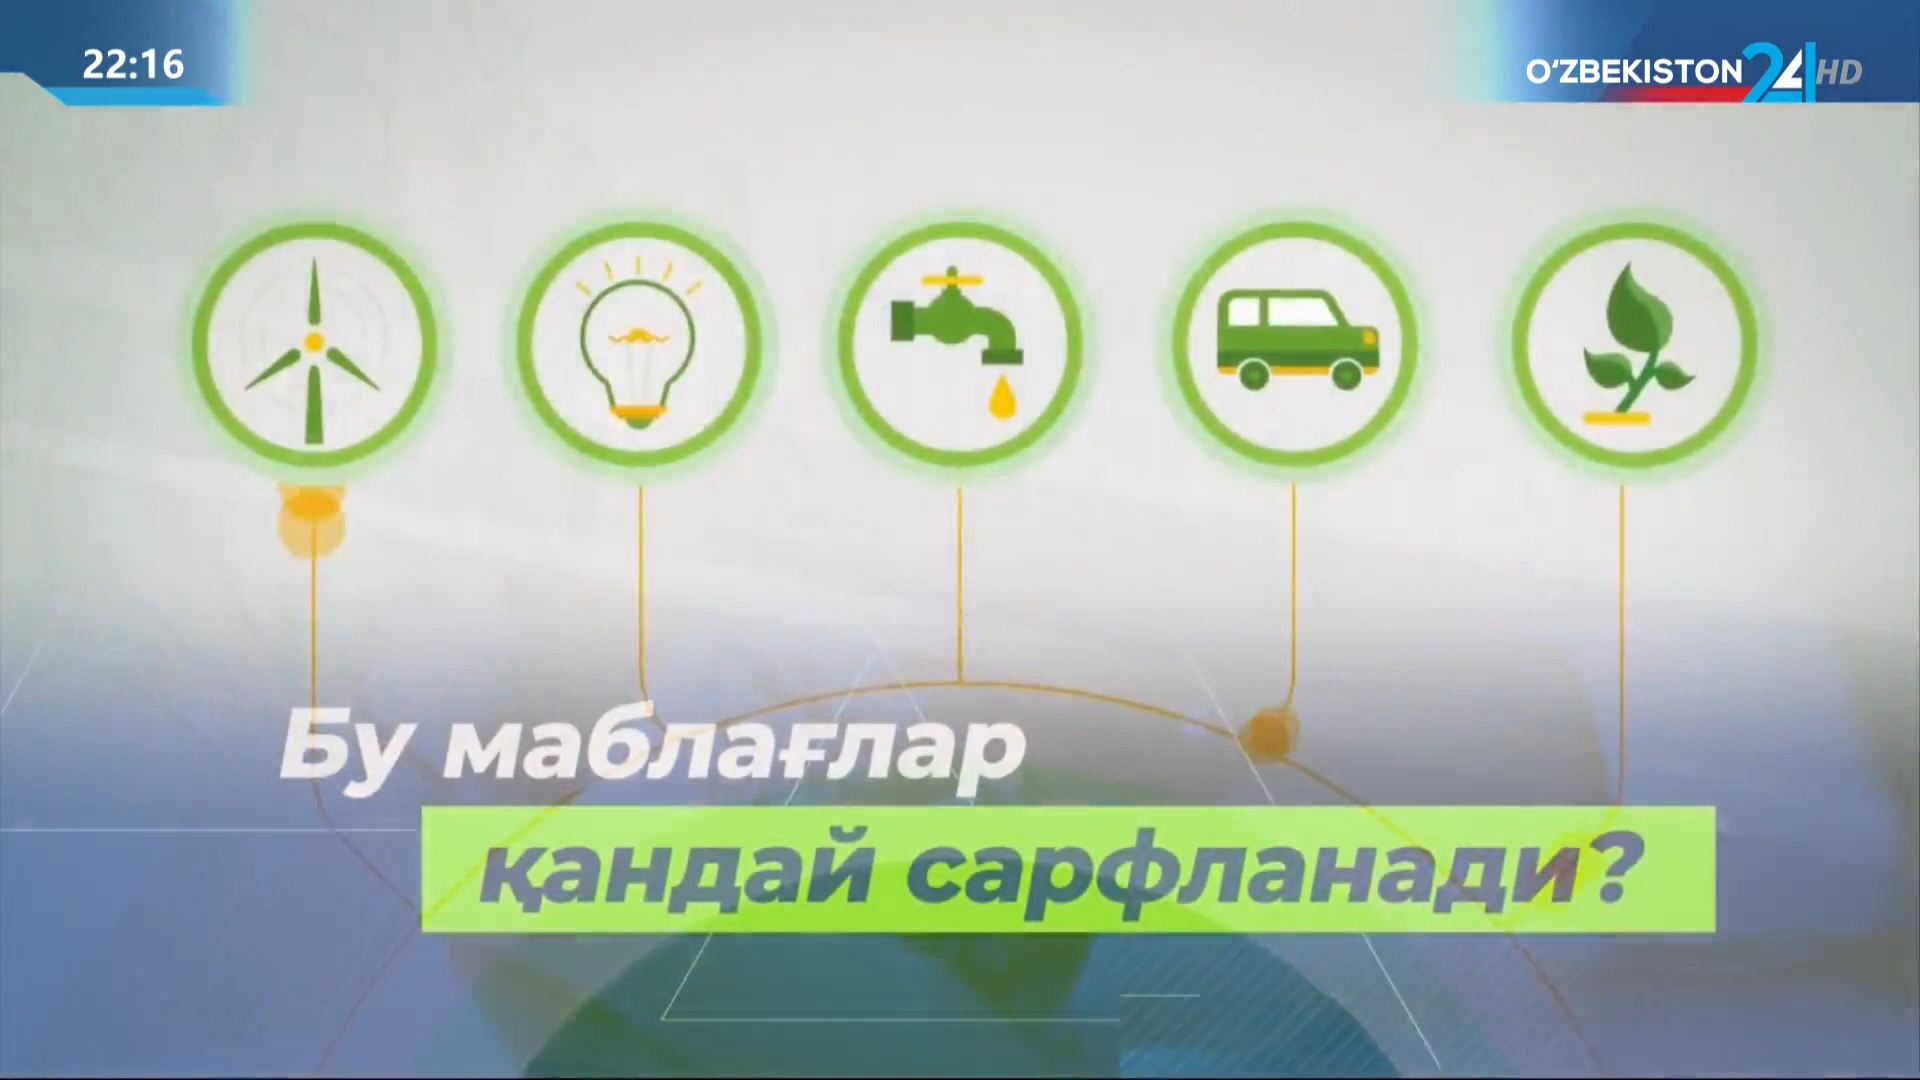 22:16
O‘ZBEKISTON 24 HD
Бу маблағлар
қандай сарфланади?